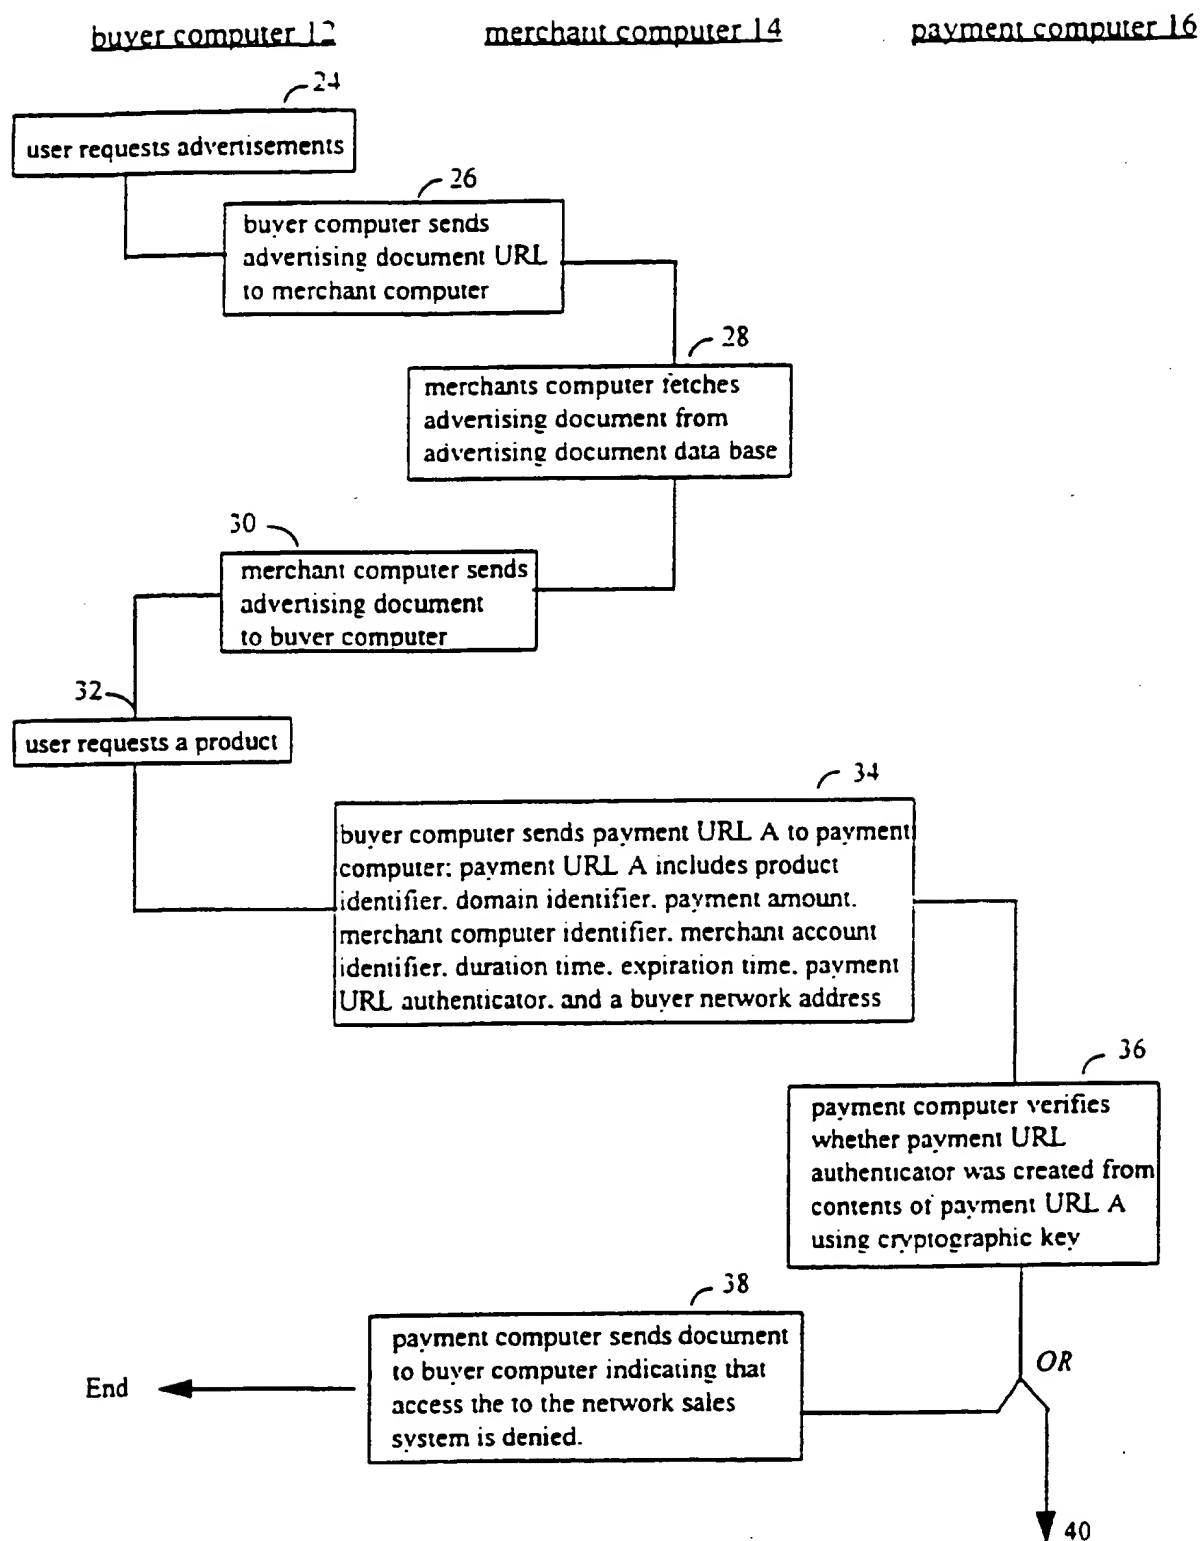 buyer computer 12
merchant computer 14
payment computer 16
24
user requests advertisements
26
buyer computer sends
advertising document URL
to merchant computer
28
merchants computer fetches
advertising document from
advertising document data base
30
merchant computer sends
advertising document
to buyer computer
32
user requests a product
34
buyer computer sends payment URL A to payment
computer; payment URL A includes product
identifier, domain identifier, payment amount,
merchant computer identifier, merchant account
identifier, duration time, expiration time, payment
URL authenticator, and a buyer network address
36
payment computer verifies
whether payment URL
authenticator was created from
contents of payment URL A
using cryptographic key
38
payment computer sends document
to buyer computer indicating that
access the to the network sales
system is denied.
End
OR
40